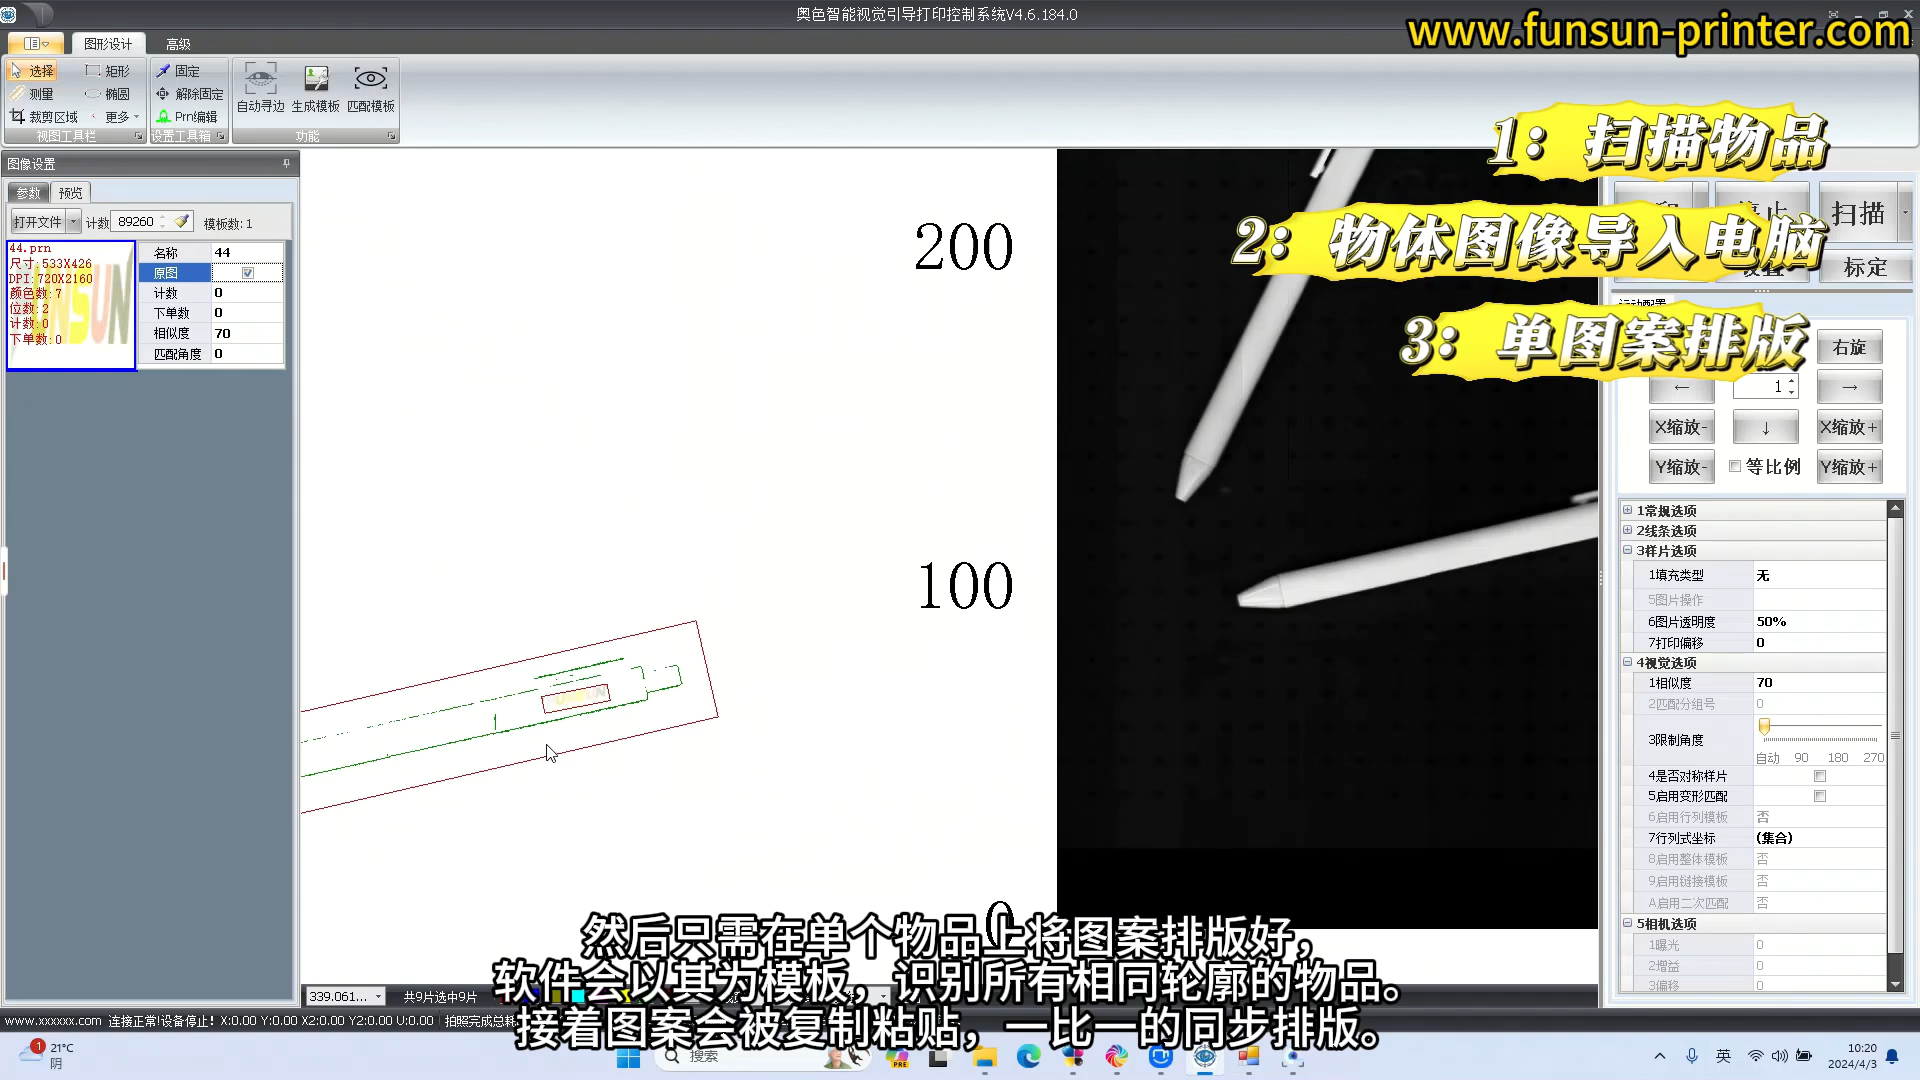 奥色智能视觉引导打印控制系统V4.6.184.0
www.funsun-printer.com
图形设计
高级
选择
矩形
固定
测量
椭圆
解除固定
裁剪区域
更多
Prn编辑
自动寻边
生成模板
匹配模板
视图工具栏
设置工具箱
功能
1：扫描物品
2：物体图像导入电脑
3：单图案排版
图像设置
参数
预览
打开文件
计数
89260
模板数: 1
44.prn
尺寸:533X426
DPI:720X2160
颜色数:7
位数:2
计数:0
下单数:0
名称 44
原图
计数 0
下单数 0
相似度 70
匹配角度 0
200
100
0
扫描
标定
右旋
←
1
→
X缩放-
↓
X缩放+
Y缩放-
等比例
Y缩放+
1常规选项
2线条选项
3样片选项
1填充类型 无
5图片操作
6图片透明度 50%
7打印偏移 0
4视觉选项
1相似度 70
2匹配分组号 0
3限制角度
自动 90 180 270
4是否对称样片
5启用变形匹配
6启用行列模板 否
7行列式坐标 (集合)
8启用整体模板 否
9启用链接模板 否
A启用二次匹配 否
5相机选项
1曝光 0
2增益 0
3偏移 0
然后只需在单个物品上将图案排版好，
软件会以其为模板，识别所有相同轮廓的物品。
接着图案会被复制粘贴，一比一的同步排版。
339.061...
共9片选中9片
www.xxxxxx.com 连接正常!设备停止! X:0.00 Y:0.00 X2:0.00 Y2:0.00 U:0.00 拍照完成总耗
1
21°C
阴
搜索
PRE
英
10:20
2024/4/3